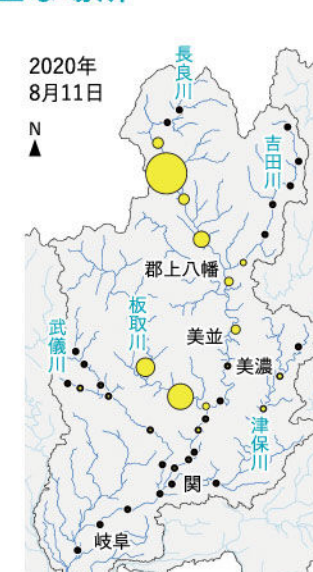 2020年
8月11日
N
長良川
吉田川
郡上八幡
板取川
武儀川
美並
美濃
津保川
関
岐阜